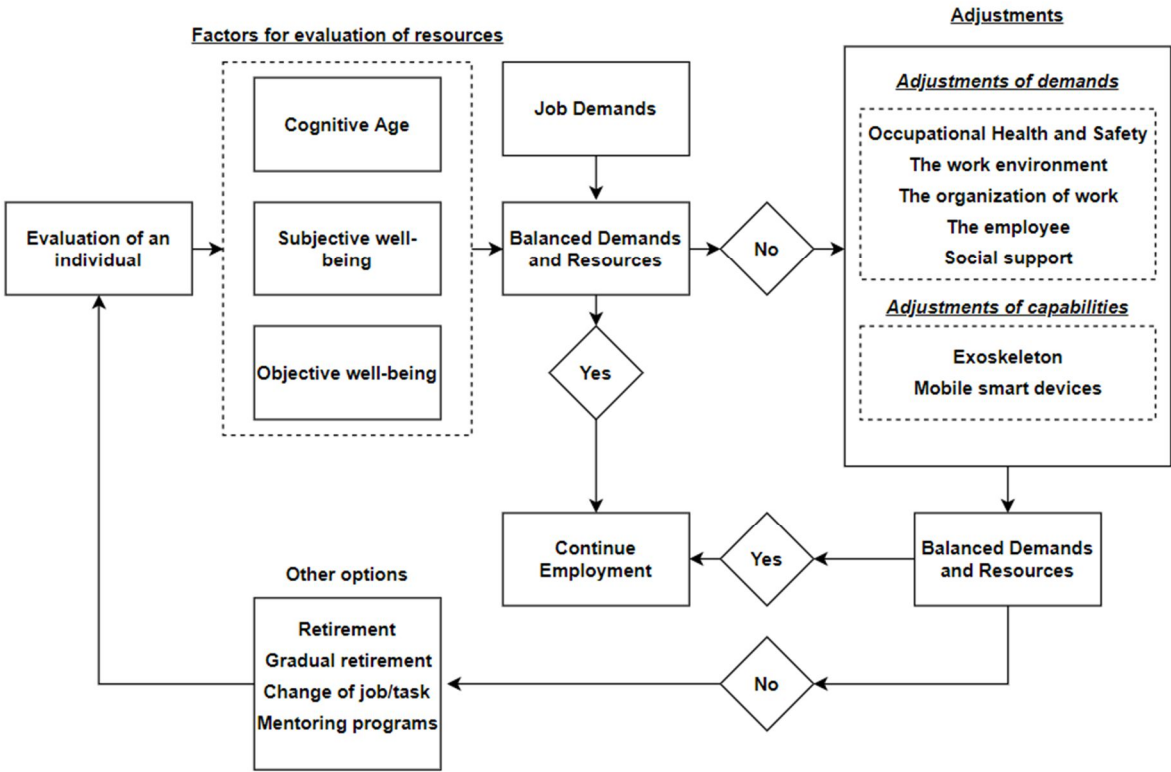 Factors for evaluation of resources
Cognitive Age
Subjective well-
being
Objective well-being
Evaluation of an
individual
Job Demands
Balanced Demands
and Resources
No
Yes
Adjustments
Adjustments of demands
Occupational Health and Safety
The work environment
The organization of work
The employee
Social support
Adjustments of capabilities
Exoskeleton
Mobile smart devices
Balanced Demands
and Resources
Yes
Continue
Employment
No
Other options
Retirement
Gradual retirement
Change of job/task
Mentoring programs